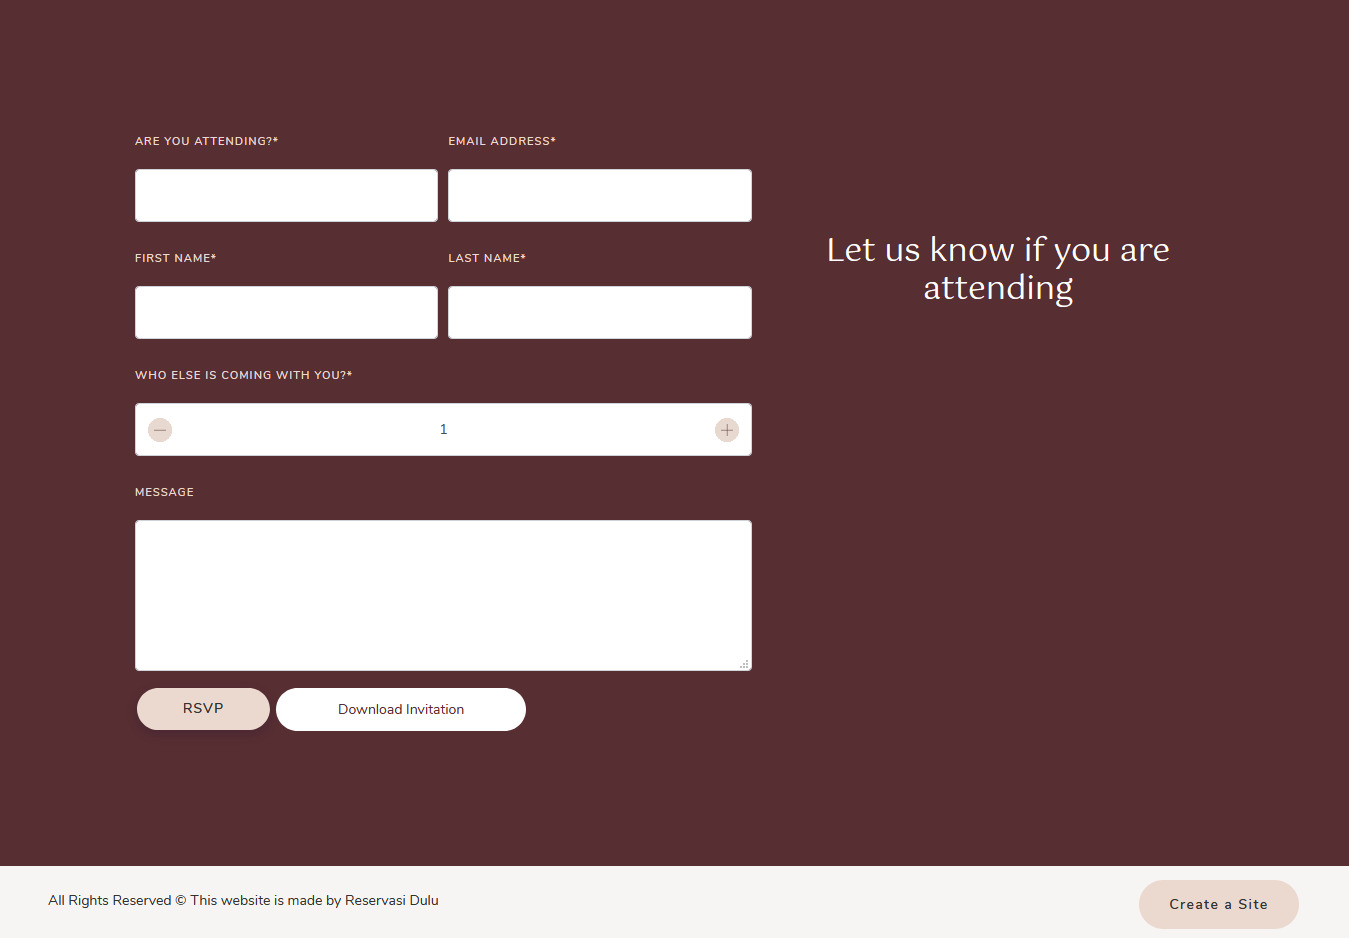 ARE YOU ATTENDING?*
EMAIL ADDRESS*
FIRST NAME*
LAST NAME*
WHO ELSE IS COMING WITH YOU?*
1
MESSAGE
RSVP
Download Invitation
Let us know if you are
attending
All Rights Reserved © This website is made by Reservasi Dulu
Create a Site